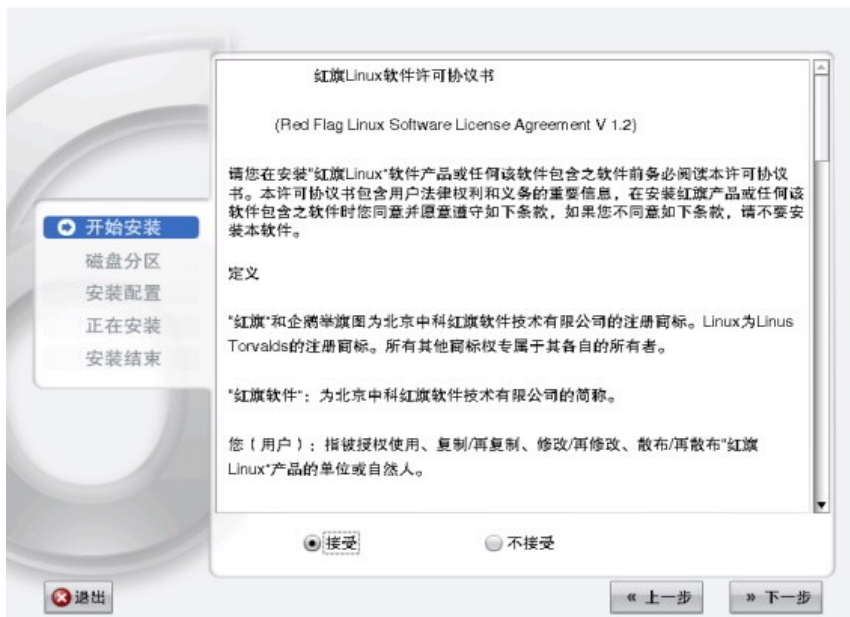 红旗Linux软件许可协议书
(Red Flag Linux Software License Agreement V 1.2)
请您在安装"红旗Linux"软件产品或任何该软件包含之软件前务必阅读本许可协议
书。本许可协议书包含用户法律权利和义务的重要信息，在安装红旗产品或任何该
软件包含之软件时您同意并愿意遵守如下条款，如果您不同意如下条款，请不要安
装本软件。
定义
"红旗"和企鹅举旗图为北京中科红旗软件技术有限公司的注册商标。Linux为Linus
Torvalds的注册商标。所有其他商标权专属于其各自的所有者。
"红旗软件"：为北京中科红旗软件技术有限公司的简称。
您（用户）：指被授权使用、复制/再复制、修改/再修改、散布/再散布"红旗
Linux"产品的单位或自然人。
开始安装
磁盘分区
安装配置
正在安装
安装结束
接受
不接受
退出
« 上一步
» 下一步